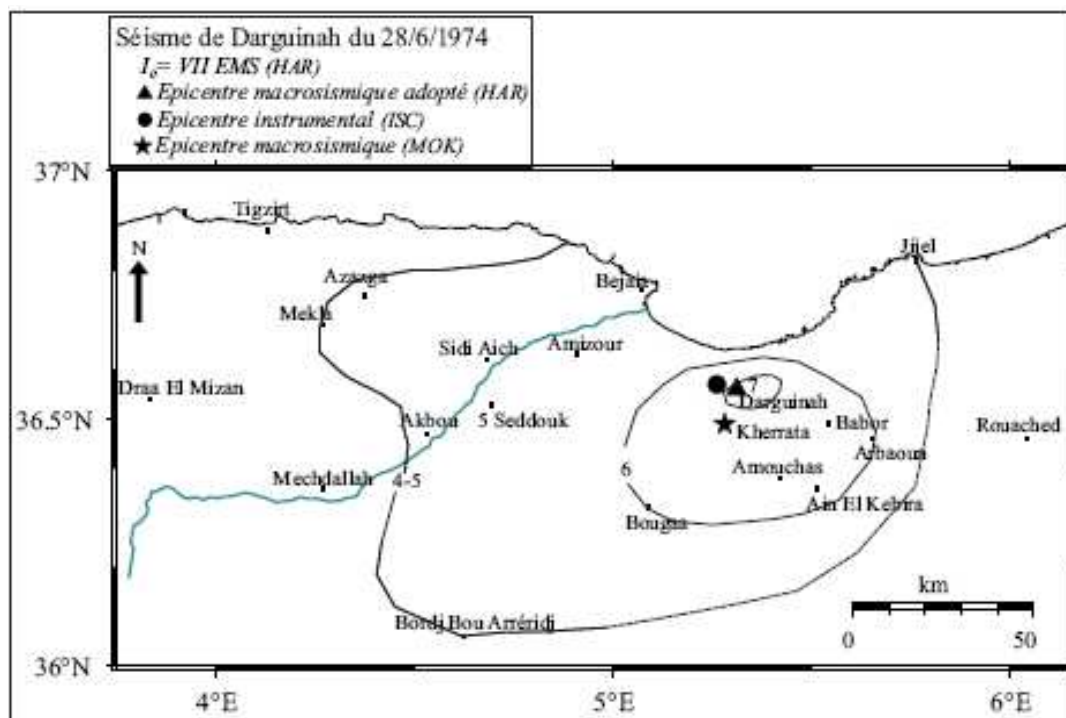 Séisme de Darguinah du 28/6/1974
I₀= VII EMS (HAR)
Epicentre macrosismique adopté (HAR)
Epicentre instrumental (ISC)
Epicentre macrosismique (MOK)
37°N
Tigzirt
N
Jijel
Azazga
Bejaia
Mekla
Sidi Aich
Amizour
Draa El Mizan
7
Darguinah
36.5°N
Akbou
5 Seddouk
Kherrata
Babor
Rouached
Arbaoun
Mechdallah
4-5
6
Amouchas
Ain El Kebira
Bougaa
km
Bordj Bou Arréridj
0 50
36°N
4°E 5°E 6°E